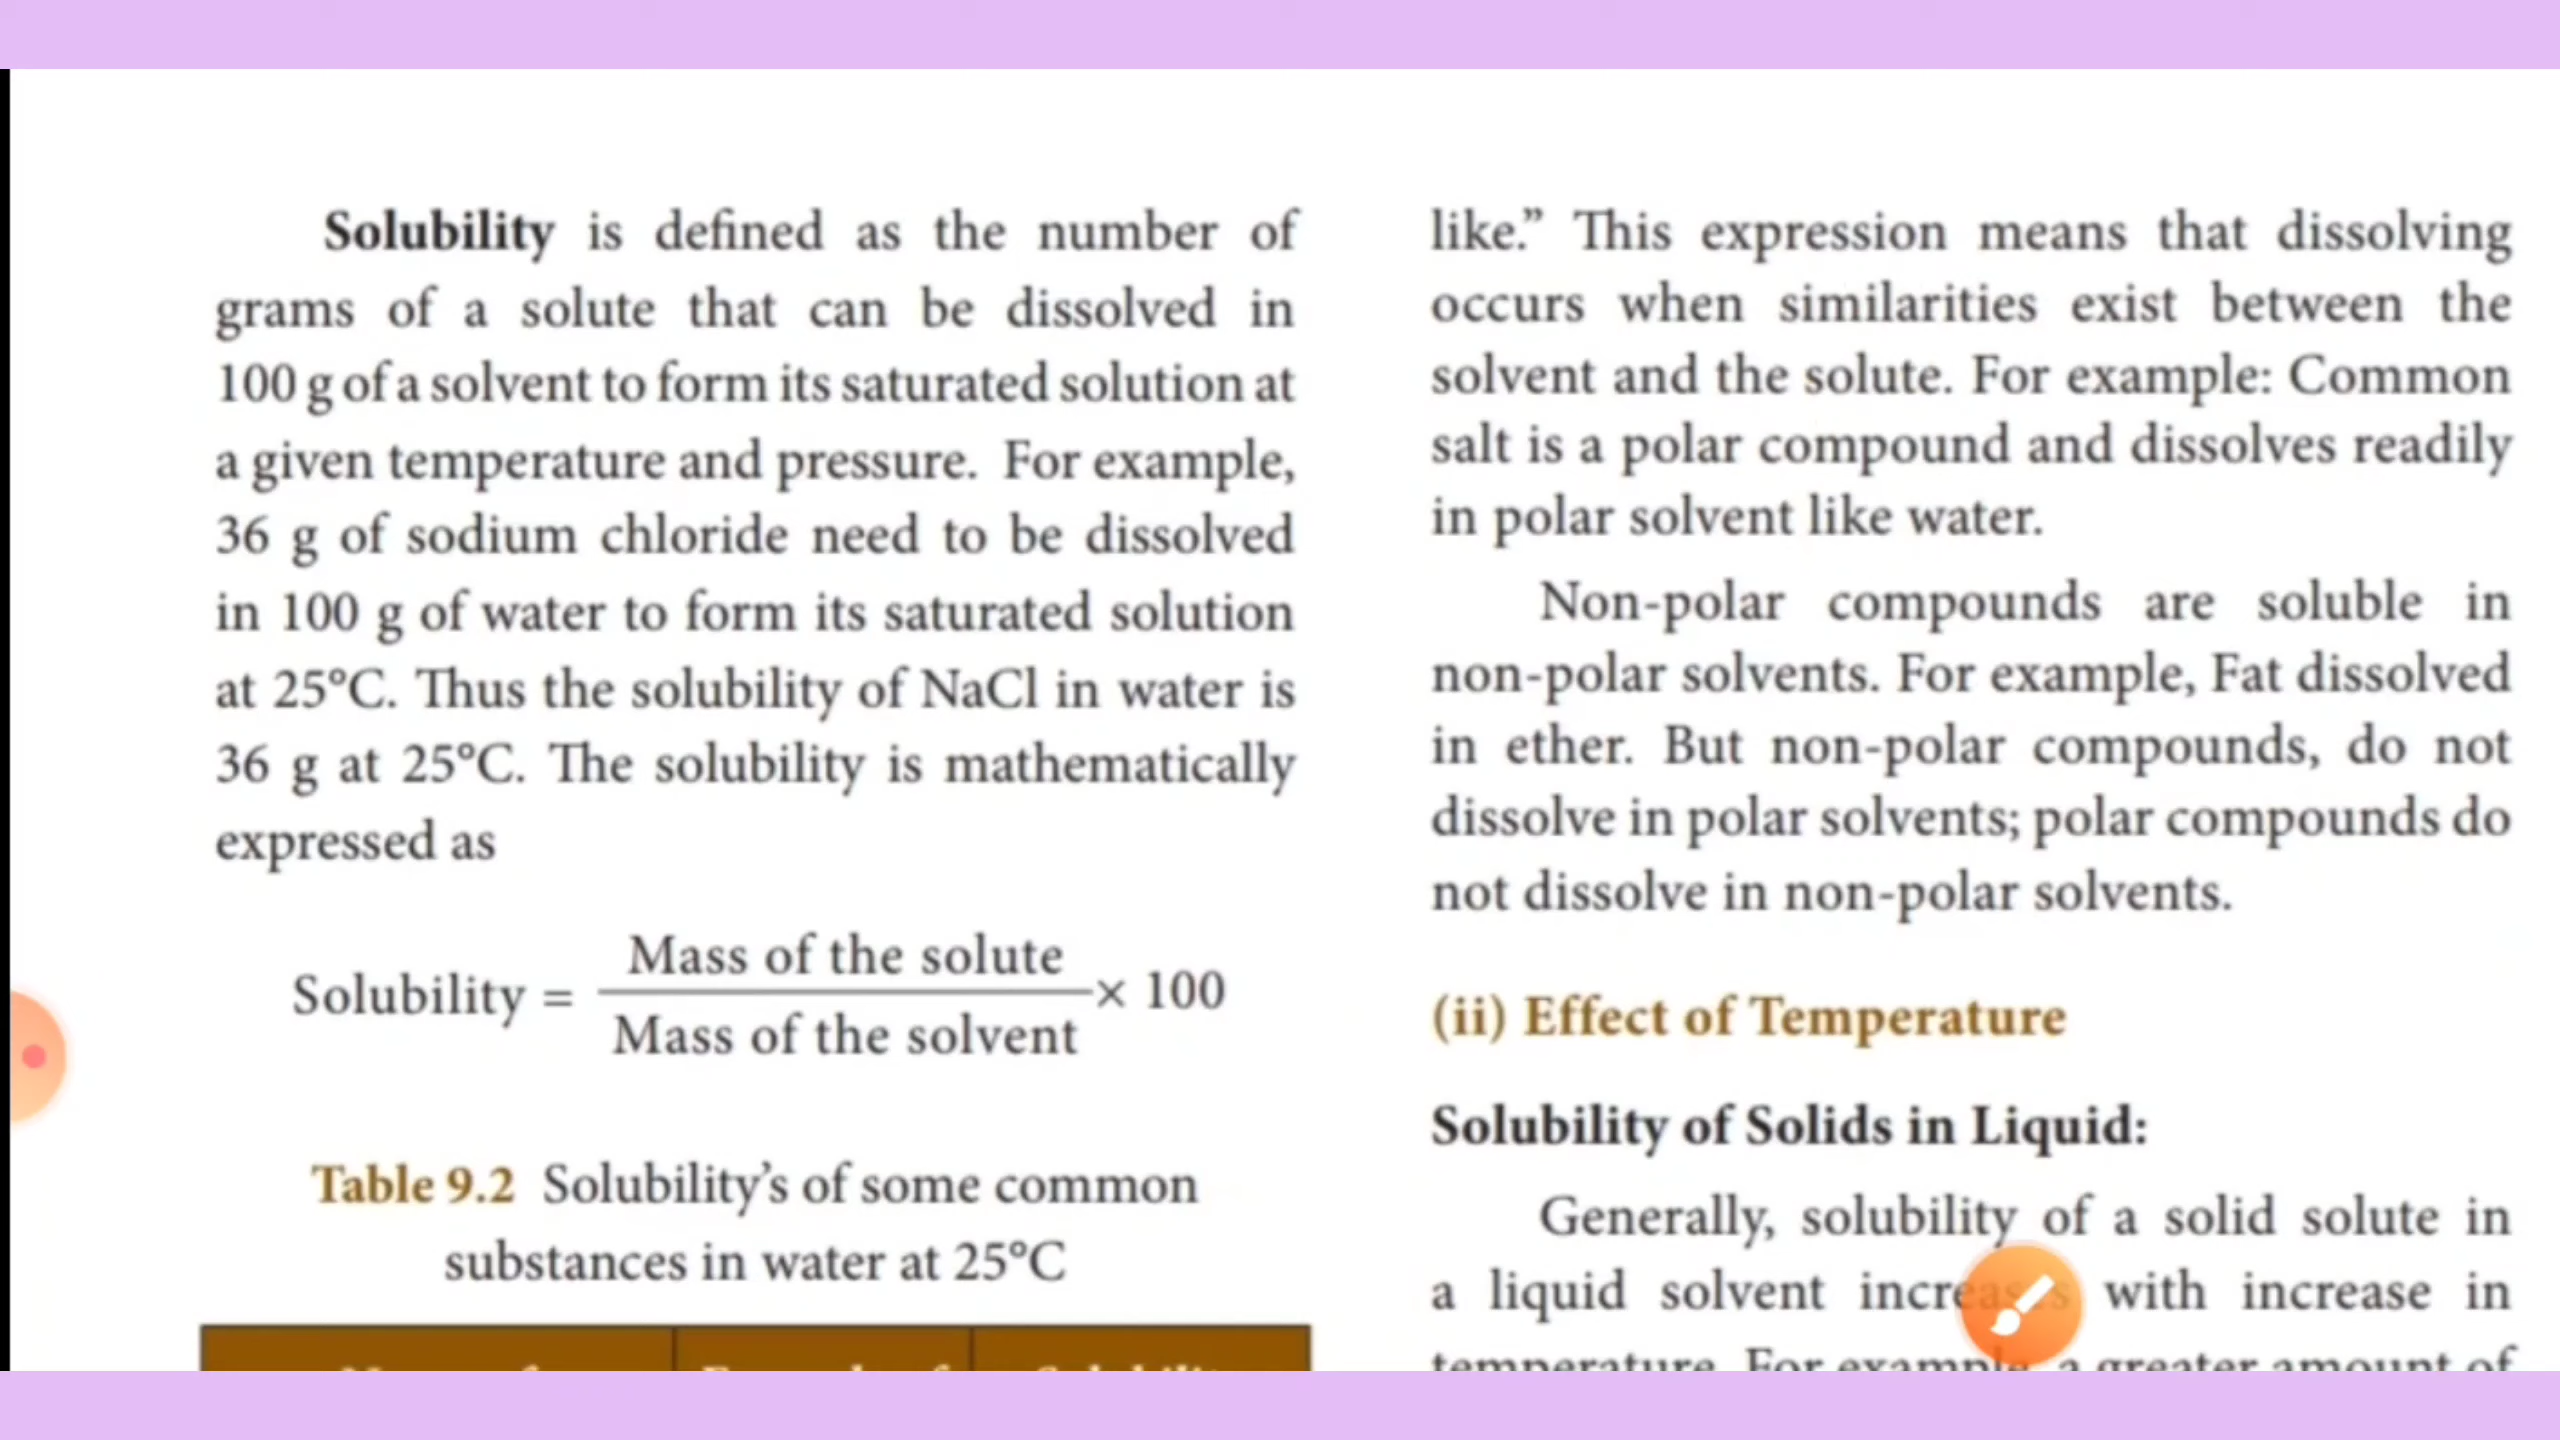 Solubility is defined as the number of
grams of a solute that can be dissolved in
100 g of a solvent to form its saturated solution at
a given temperature and pressure. For example,
36 g of sodium chloride need to be dissolved
in 100 g of water to form its saturated solution
at 25°C. Thus the solubility of NaCl in water is
36 g at 25°C. The solubility is mathematically
expressed as
Solubility = Mass of the solute / Mass of the solvent × 100
Table 9.2 Solubility's of some common
substances in water at 25°C
like.” This expression means that dissolving
occurs when similarities exist between the
solvent and the solute. For example: Common
salt is a polar compound and dissolves readily
in polar solvent like water.
Non-polar compounds are soluble in
non-polar solvents. For example, Fat dissolved
in ether. But non-polar compounds, do not
dissolve in polar solvents; polar compounds do
not dissolve in non-polar solvents.
(ii) Effect of Temperature
Solubility of Solids in Liquid:
Generally, solubility of a solid solute in
a liquid solvent increases with increase in
temperature. For example, a greater amount of